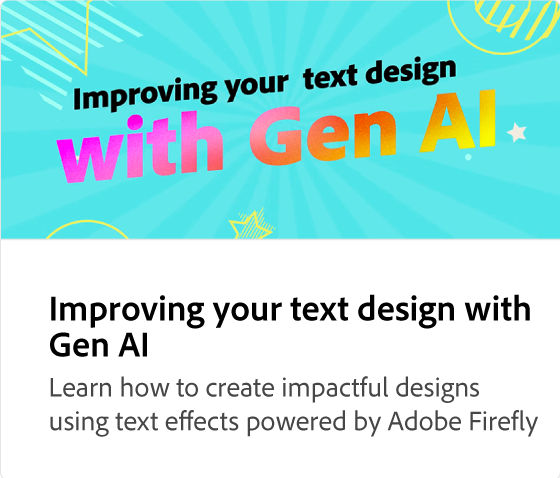 Improving your text design
with Gen AI
Improving your text design with
Gen AI
Learn how to create impactful designs
using text effects powered by Adobe Firefly